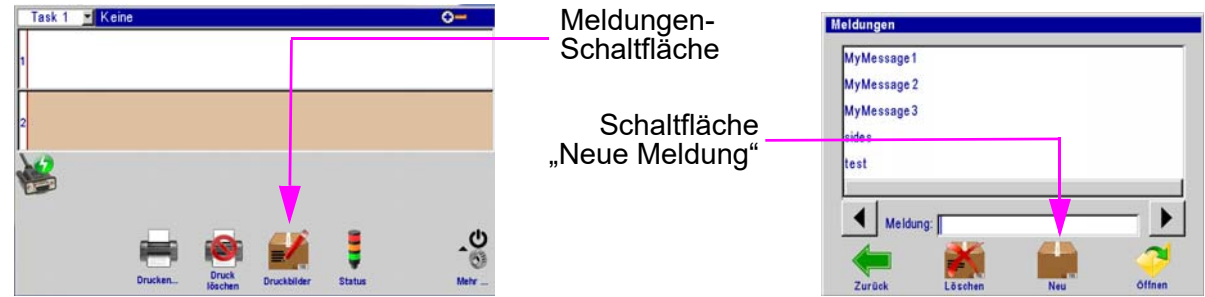 Task 1
Keine
1
2
Drucken...
Druck
löschen
Druckbilder
Status
Mehr ...
Meldungen-
Schaltfläche
Schaltfläche
„Neue Meldung“
Meldungen
MyMessage1
MyMessage2
MyMessage3
sides
test
Meldung:
Zurück
Löschen
Neu
Öffnen